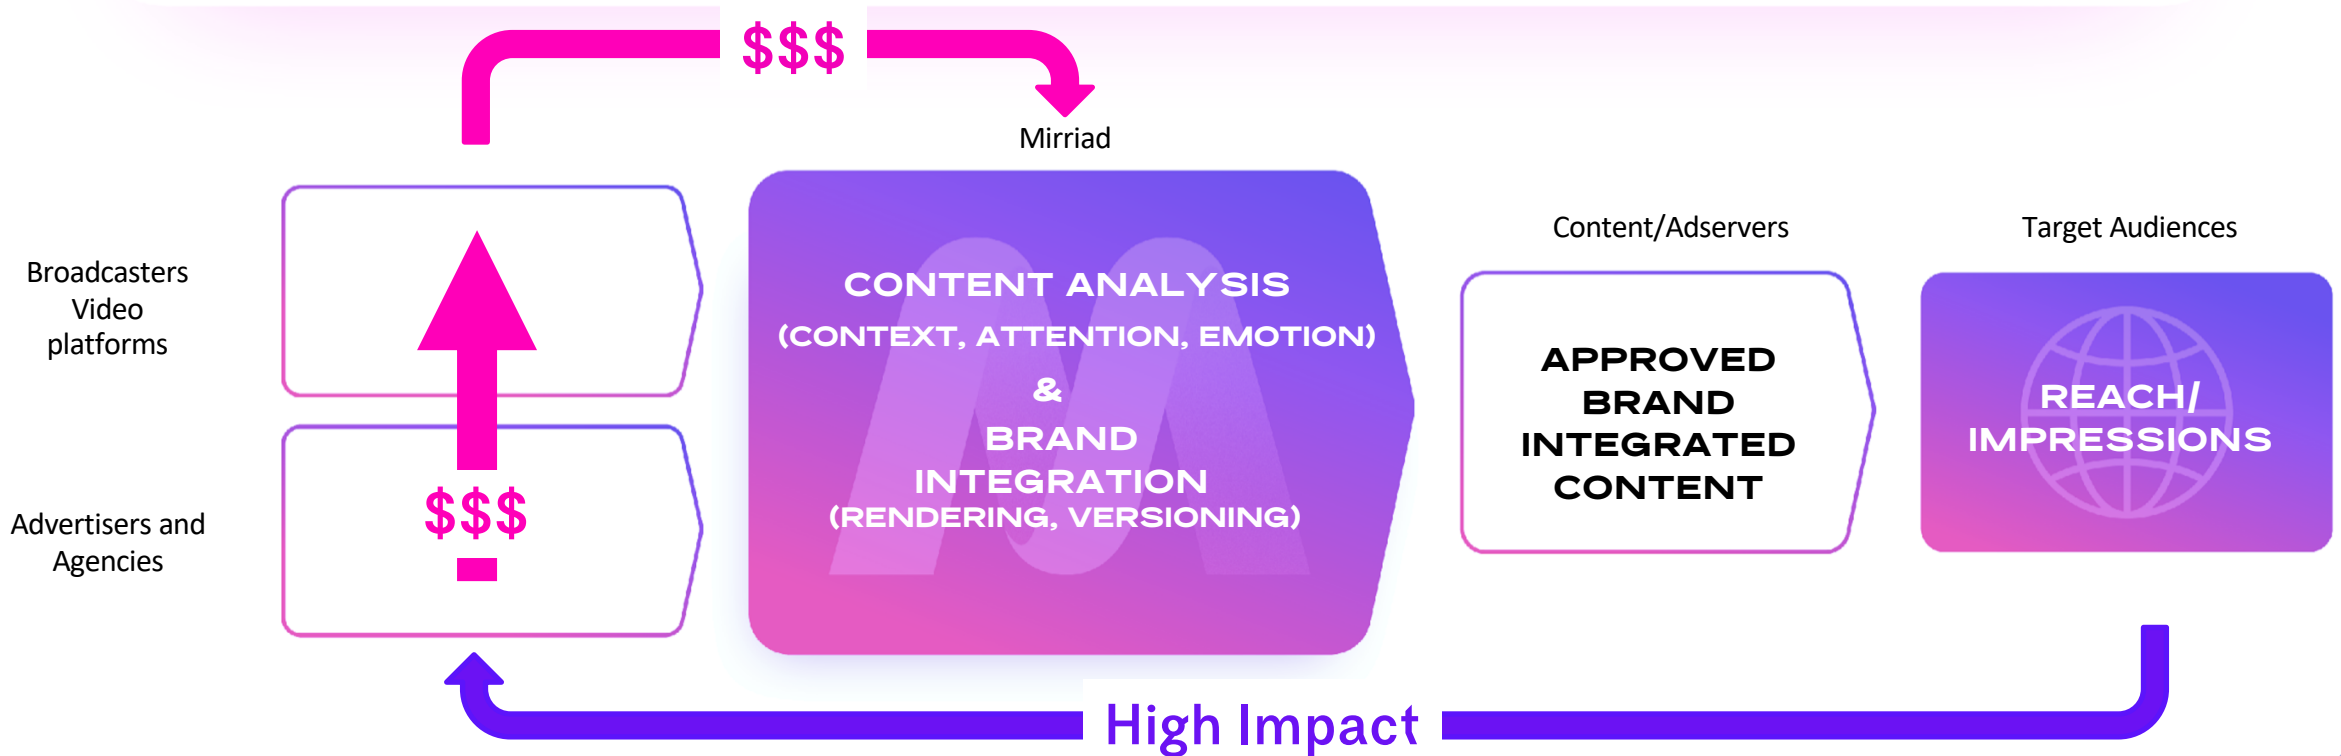 $$$
Mirriad
Broadcasters
Video
platforms
Advertisers and
Agencies
$$$
CONTENT ANALYSIS
(CONTEXT, ATTENTION, EMOTION)
&
BRAND
INTEGRATION
(RENDERING, VERSIONING)
Content/Adservers
APPROVED
BRAND
INTEGRATED
CONTENT
Target Audiences
REACH/
IMPRESSIONS
High Impact